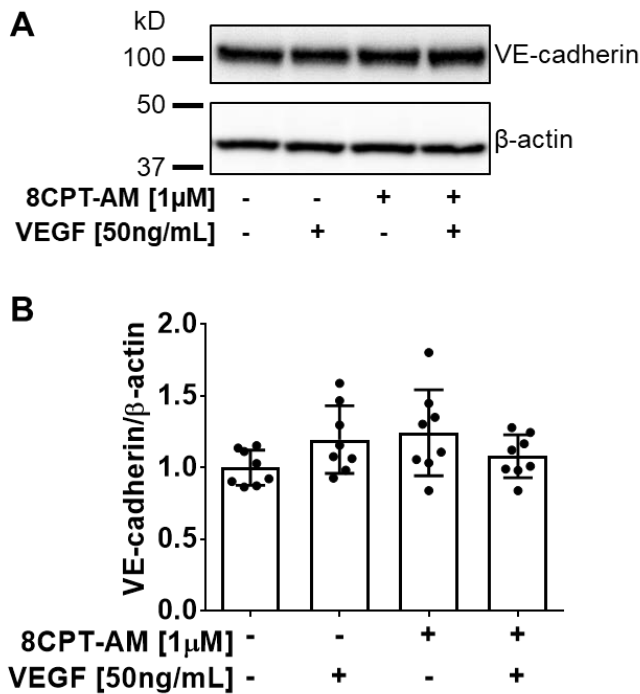 A
kD
100
VE-cadherin
50
β-actin
37
8CPT-AM [1µM] - - + +
VEGF [50ng/mL] - + - +
B
VE-cadherin/β-actin
2.0
1.5
1.0
0.5
0.0
8CPT-AM [1µM] - - + +
VEGF [50ng/mL] - + - +